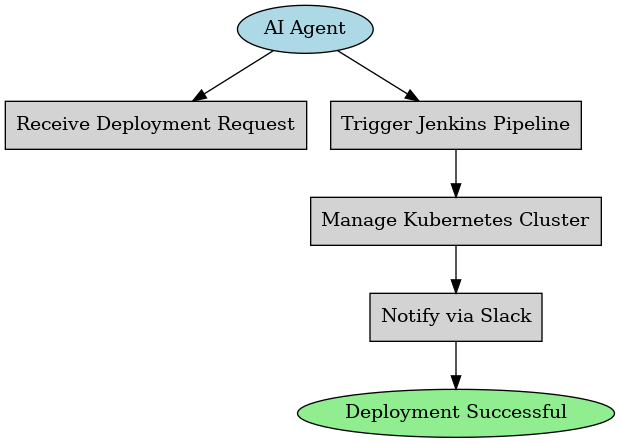 AI Agent
Receive Deployment Request
Trigger Jenkins Pipeline
Manage Kubernetes Cluster
Notify via Slack
Deployment Successful